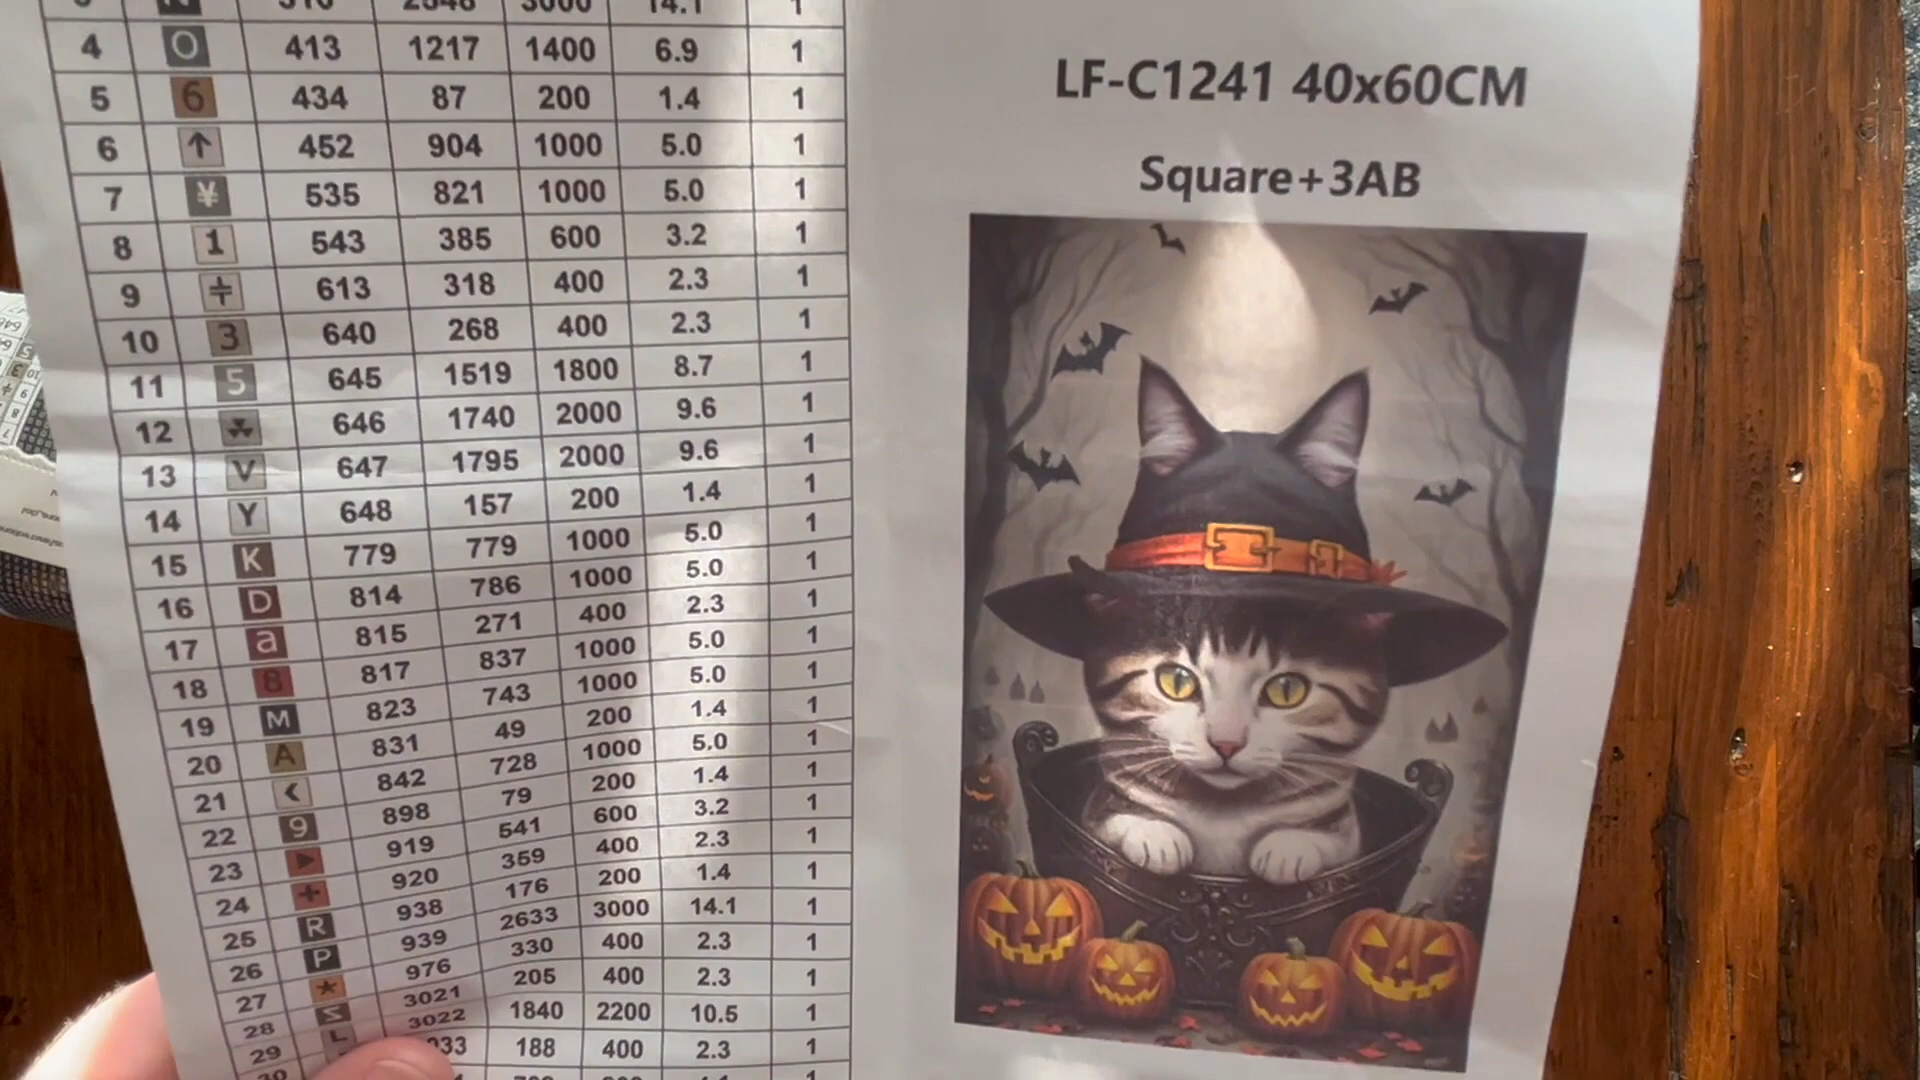 3000 14.1 1
4 O 413 1217 1400 6.9 1
5 6 434 87 200 1.4 1
6 ↑ 452 904 1000 5.0 1
7 ¥ 535 821 1000 5.0 1
8 1 543 385 600 3.2 1
9 ╪ 613 318 400 2.3 1
10 3 640 268 400 2.3 1
11 5 645 1519 1800 8.7 1
12 ☘ 646 1740 2000 9.6 1
13 V 647 1795 2000 9.6 1
14 Y 648 157 200 1.4 1
15 K 779 779 1000 5.0 1
16 D 814 786 1000 5.0 1
17 a 815 271 400 2.3 1
18 8 817 837 1000 5.0 1
19 M 823 743 1000 5.0 1
20 A 831 49 200 1.4 1
21 ‹ 842 728 1000 5.0 1
22 9 898 79 200 1.4 1
23 ▶ 919 541 600 3.2 1
24 + 920 359 400 2.3 1
25 R 938 176 200 1.4 1
26 P 939 2633 3000 14.1 1
27 ★ 976 330 400 2.3 1
28 3021 205 400 2.3 1
29 L 3022 1840 2200 10.5 1
30 188 400 2.3 1
LF-C1241 40x60CM
Square+3AB